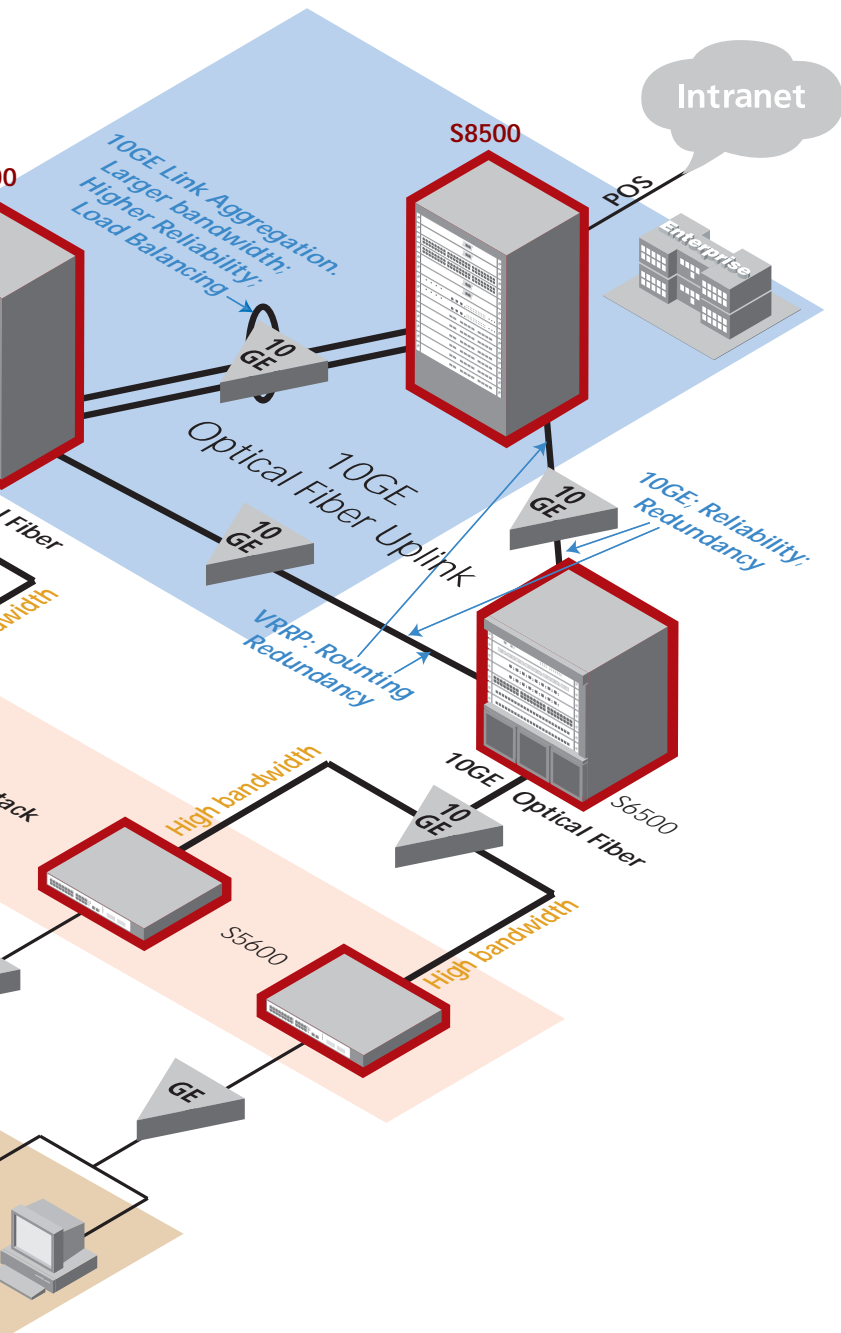 Intranet
S8500
POS
Enterprise
10GE Link Aggregation.
Larger bandwidth;
Higher Reliability;
Load Balancing
10
GE
10GE
Optical Fiber Uplink
10
GE
10
GE
10GE; Reliability;
Redundancy
Fiber
VRRP: Rounting
Redundancy
High bandwidth
10GE Optical Fiber
S6500
10
GE
S5600
High bandwidth
GE